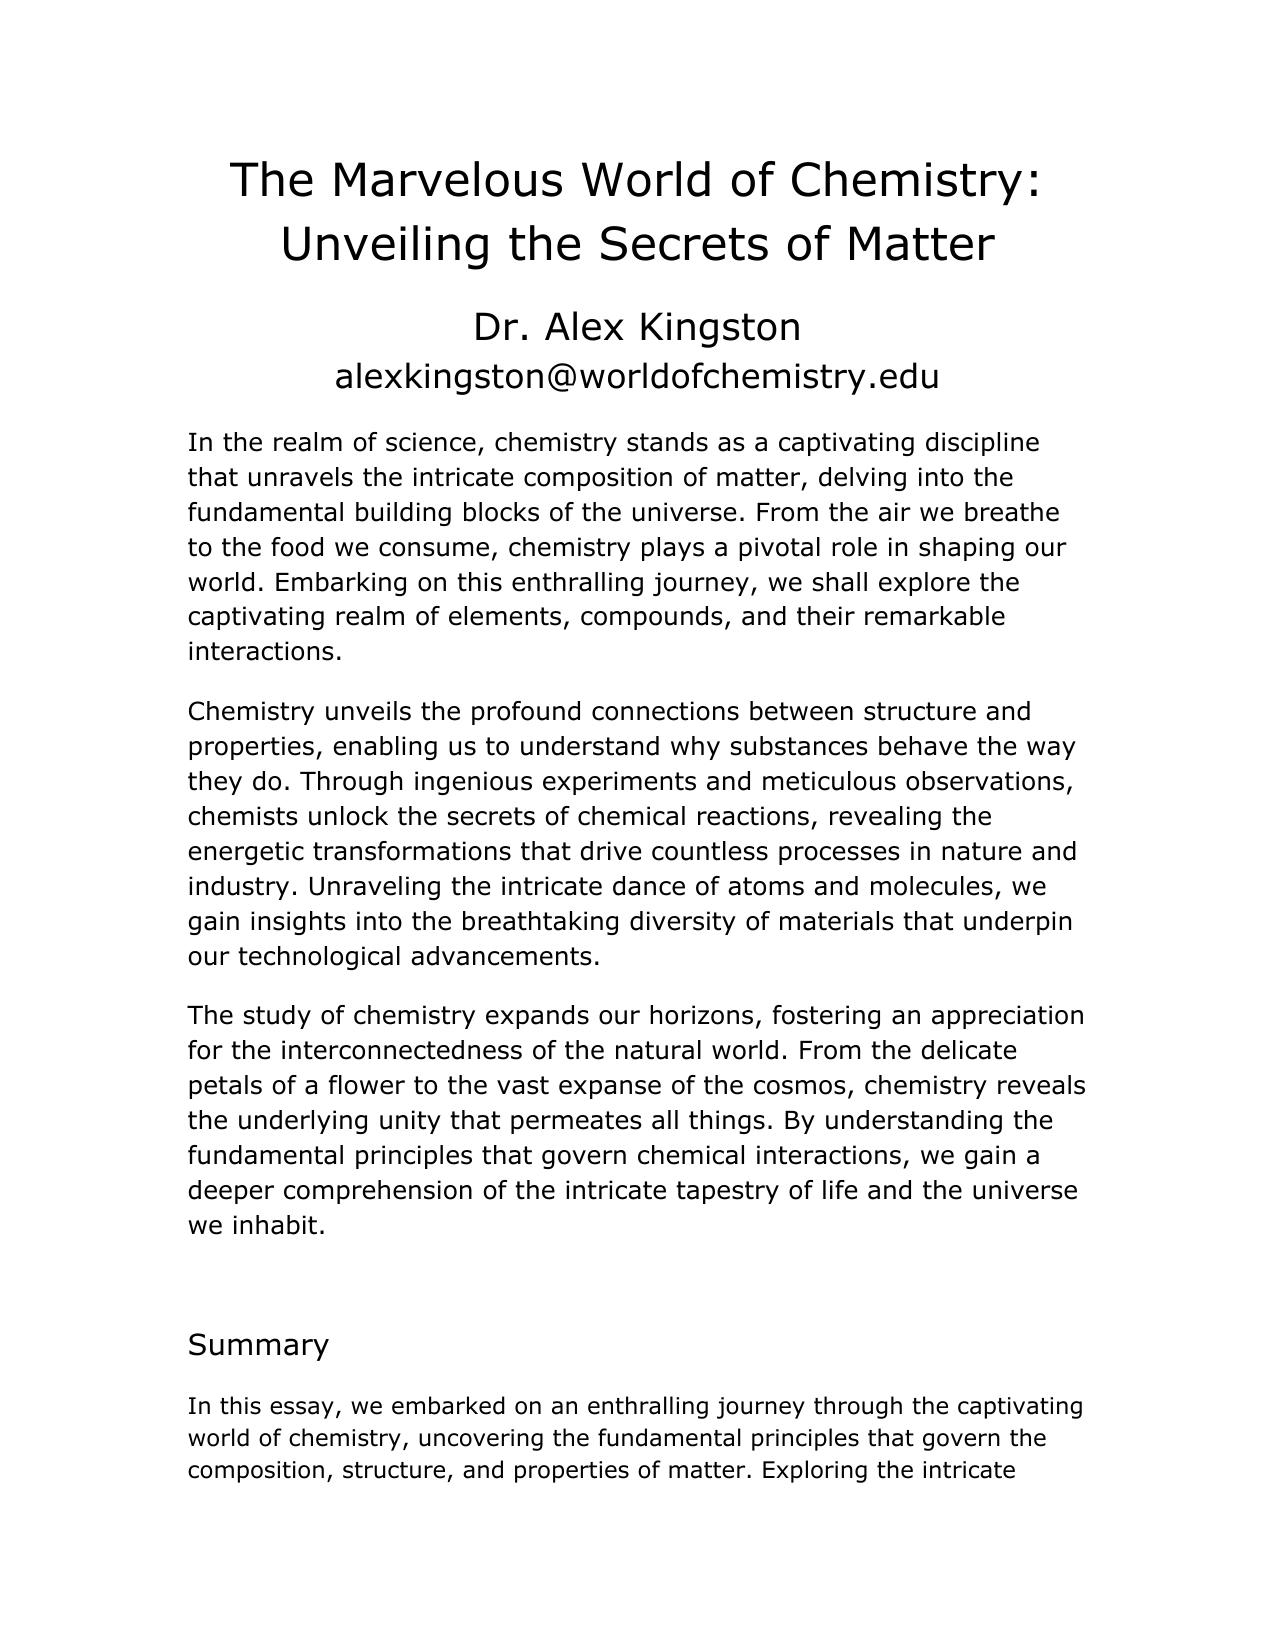 The Marvelous World of Chemistry:
Unveiling the Secrets of Matter
Dr. Alex Kingston
alexkingston@worldofchemistry.edu
In the realm of science, chemistry stands as a captivating discipline
that unravels the intricate composition of matter, delving into the
fundamental building blocks of the universe. From the air we breathe
to the food we consume, chemistry plays a pivotal role in shaping our
world. Embarking on this enthralling journey, we shall explore the
captivating realm of elements, compounds, and their remarkable
interactions.
Chemistry unveils the profound connections between structure and
properties, enabling us to understand why substances behave the way
they do. Through ingenious experiments and meticulous observations,
chemists unlock the secrets of chemical reactions, revealing the
energetic transformations that drive countless processes in nature and
industry. Unraveling the intricate dance of atoms and molecules, we
gain insights into the breathtaking diversity of materials that underpin
our technological advancements.
The study of chemistry expands our horizons, fostering an appreciation
for the interconnectedness of the natural world. From the delicate
petals of a flower to the vast expanse of the cosmos, chemistry reveals
the underlying unity that permeates all things. By understanding the
fundamental principles that govern chemical interactions, we gain a
deeper comprehension of the intricate tapestry of life and the universe
we inhabit.
Summary
In this essay, we embarked on an enthralling journey through the captivating
world of chemistry, uncovering the fundamental principles that govern the
composition, structure, and properties of matter. Exploring the intricate